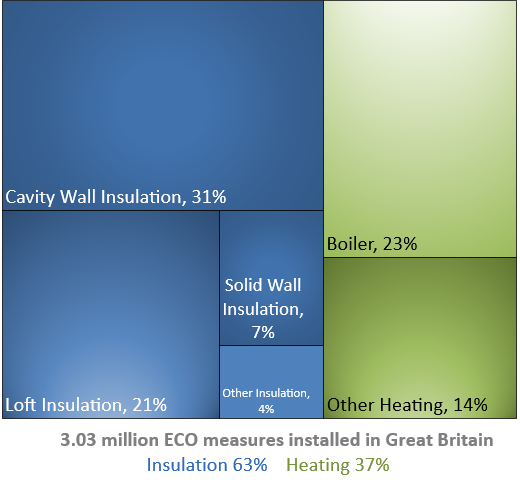 Cavity Wall Insulation, 31%
Boiler, 23%
Solid Wall
Insulation,
7%
Other Insulation,
4%
Loft Insulation, 21%
Other Heating, 14%
3.03 million ECO measures installed in Great Britain
Insulation 63% Heating 37%